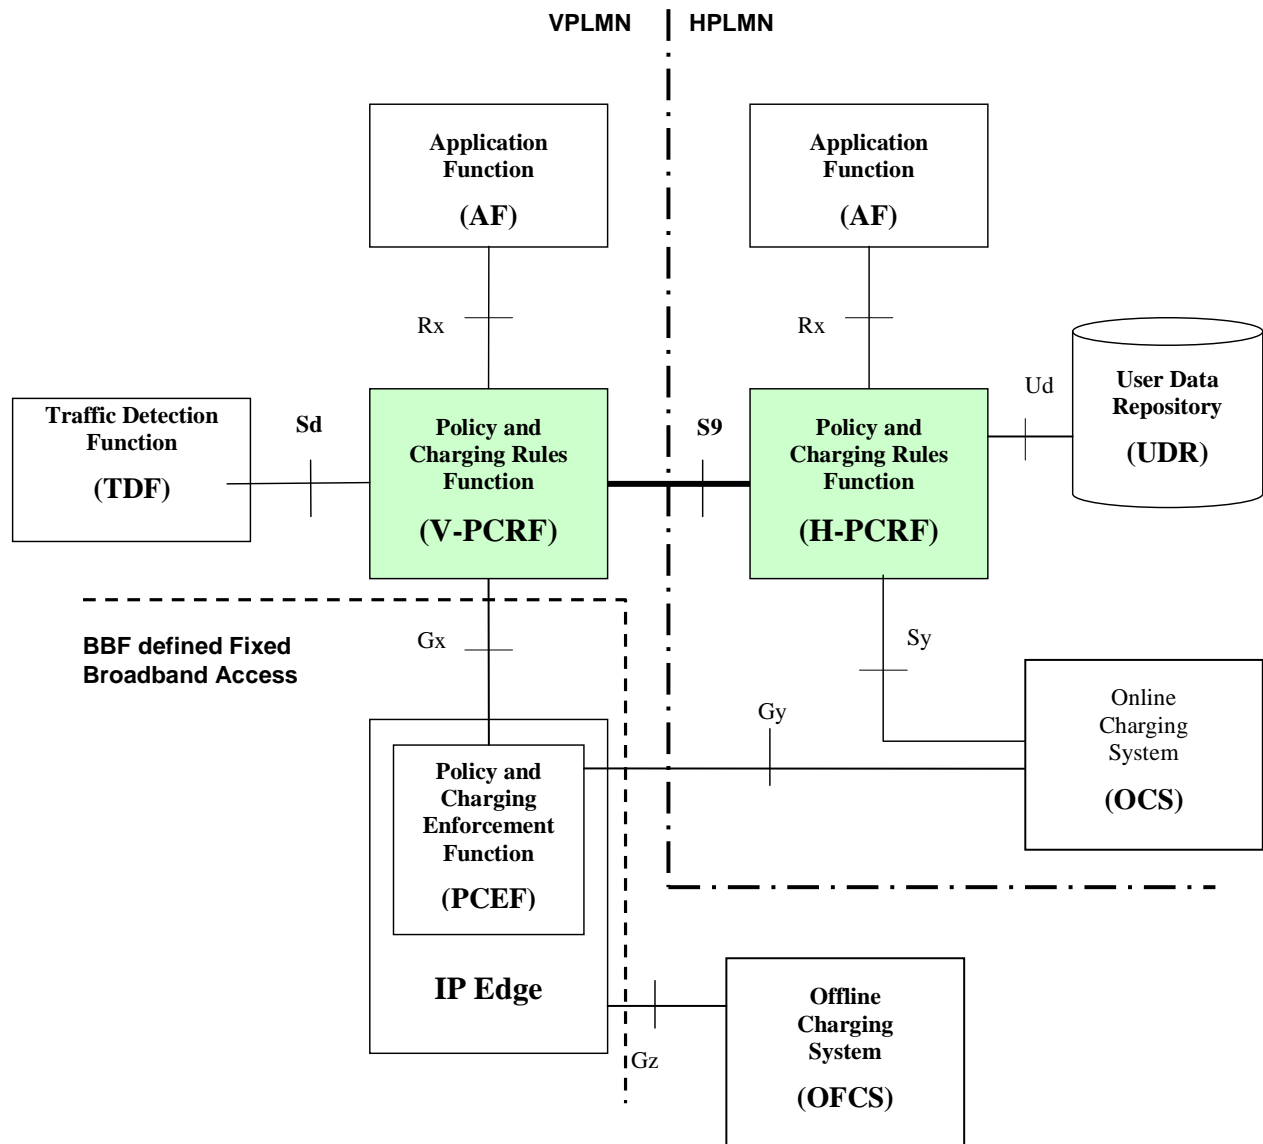 VPLMN
HPLMN
Application
Function
(AF)
Application
Function
(AF)
Rx
Rx
User Data
Repository
(UDR)
Ud
Traffic Detection
Function
(TDF)
Sd
Policy and
Charging Rules
Function
(V-PCRF)
S9
Policy and
Charging Rules
Function
(H-PCRF)
BBF defined Fixed
Broadband Access
Gx
Sy
Gy
Online
Charging
System
(OCS)
Policy and
Charging
Enforcement
Function
(PCEF)
IP Edge
Gz
Offline
Charging
System
(OFCS)